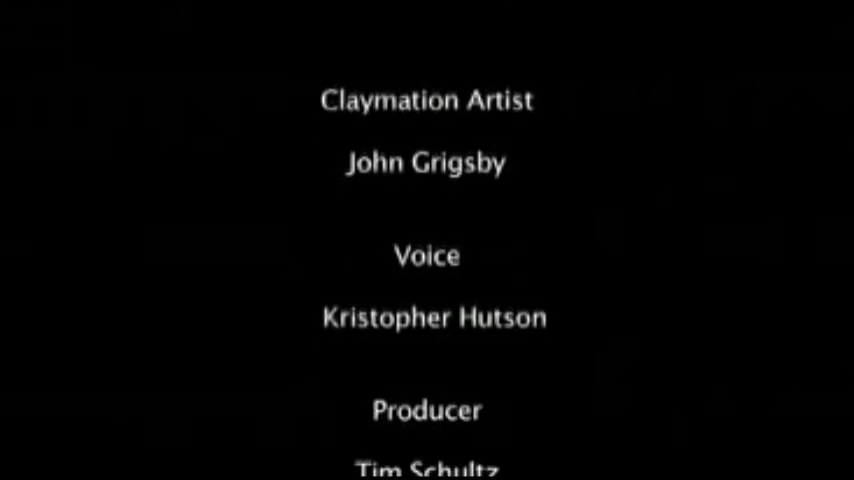 Claymation Artist
John Grigsby
Voice
Kristopher Hutson
Producer
Tim Schultz